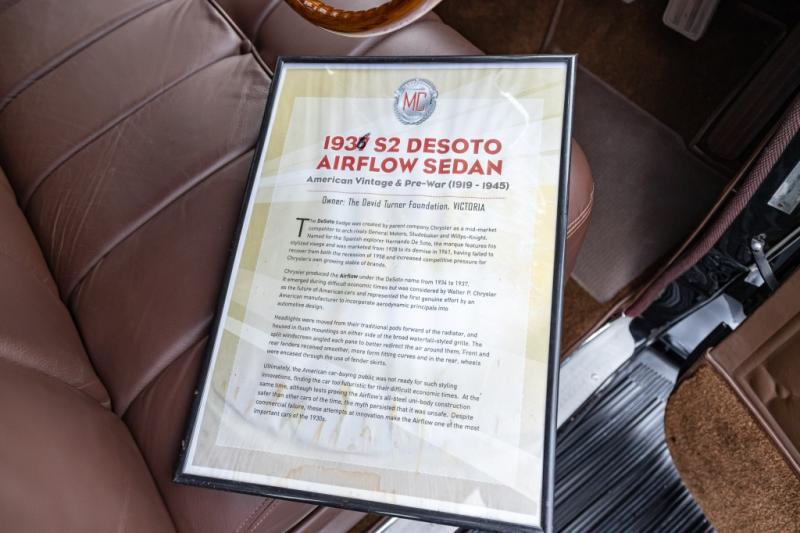 MC
1936 S2 DESOTO
AIRFLOW SEDAN
American Vintage & Pre-War (1919 - 1945)
Owner: The David Turner Foundation, VICTORIA
The DeSoto badge was created by parent company Chrysler as a mid-market
competitor to arch rivals General Motors, Studebaker and Willys-Knight.
Named for the Spanish explorer Hernando De Soto, the marque features his
stylized visage and was marketed from 1928 to its demise in 1961, having failed to
recover from both the recession of 1958 and increased competitive pressure for
Chrysler's own growing stable of brands.
Chrysler produced the Airflow under the DeSoto name from 1934 to 1937.
It emerged during difficult economic times but was considered by Walter P. Chrysler
as the future of American cars and represented the first genuine effort by an
American manufacturer to incorporate aerodynamic principals into
automotive design.
Headlights were moved from their traditional pods forward of the radiator, and
housed in flush mountings on either side of the broad waterfall-styled grille. The
split windscreen angled each pane to better redirect the air around them. Front and
rear fenders received smoother, more form fitting curves and in the rear, wheels
were encased through the use of fender skirts.
Ultimately, the American car-buying public was not ready for such styling
innovations, finding the car too futuristic for their difficult economic times. At the
same time, although tests proving the Airflow's all-steel uni-body construction
safer than other cars of the time, the myth persisted that it was unsafe. Despite
commercial failure, these attempts at innovation make the Airflow one of the most
important cars of the 1930s.